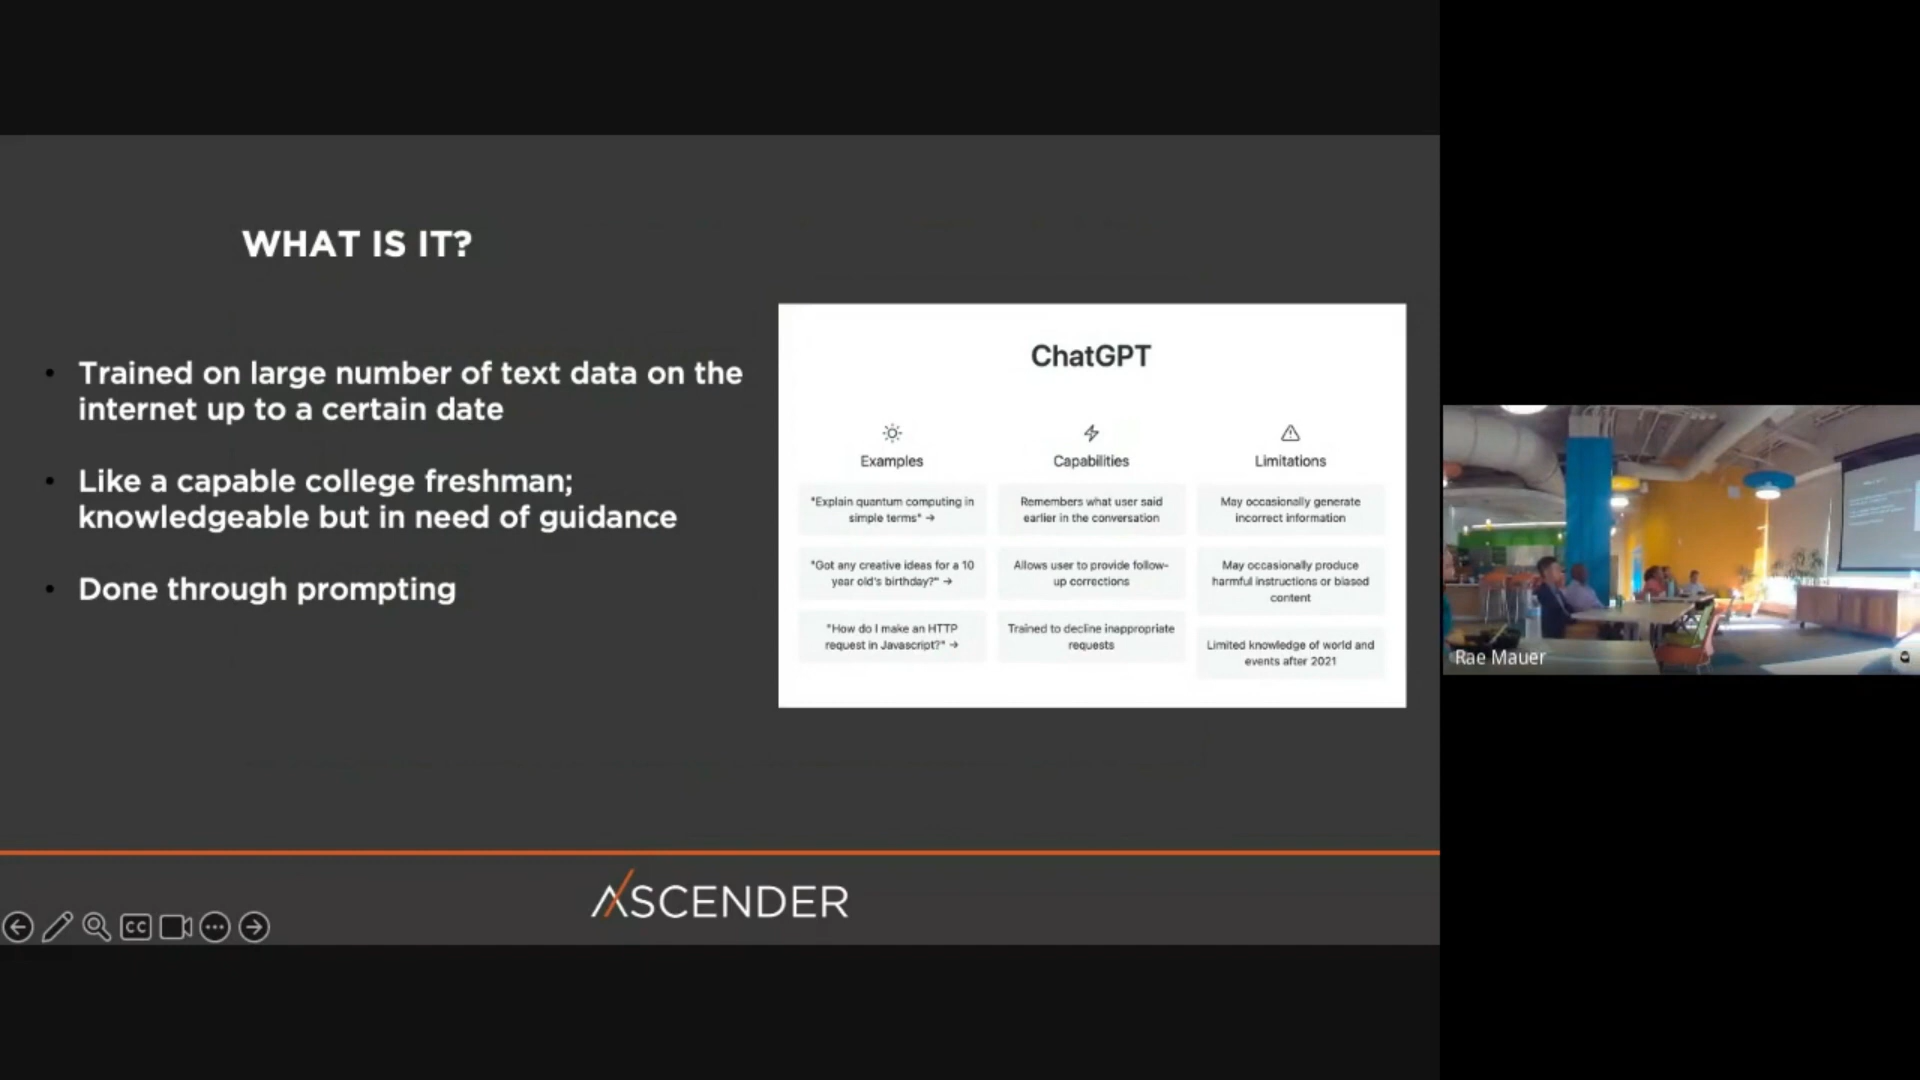 WHAT IS IT?
• Trained on large number of text data on the
internet up to a certain date
• Like a capable college freshman;
knowledgeable but in need of guidance
• Done through prompting
ChatGPT
Examples
"Explain quantum computing in
simple terms" →
"Got any creative ideas for a 10
year old's birthday?" →
"How do I make an HTTP
request in Javascript?" →
Capabilities
Remembers what user said
earlier in the conversation
Allows user to provide follow-
up corrections
Trained to decline inappropriate
requests
Limitations
May occasionally generate
incorrect information
May occasionally produce
harmful instructions or biased
content
Limited knowledge of world and
events after 2021
ASCENDER
CC
Rae Mauer